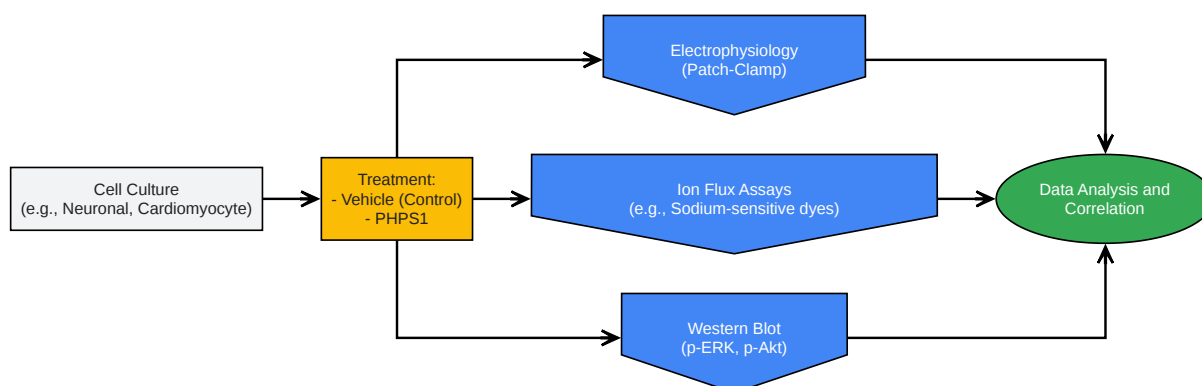 Cell Culture
(e.g., Neuronal, Cardiomyocyte)
Treatment:
- Vehicle (Control)
- PHPS1
Electrophysiology
(Patch-Clamp)
Ion Flux Assays
(e.g., Sodium-sensitive dyes)
Western Blot
(p-ERK, p-Akt)
Data Analysis and
Correlation